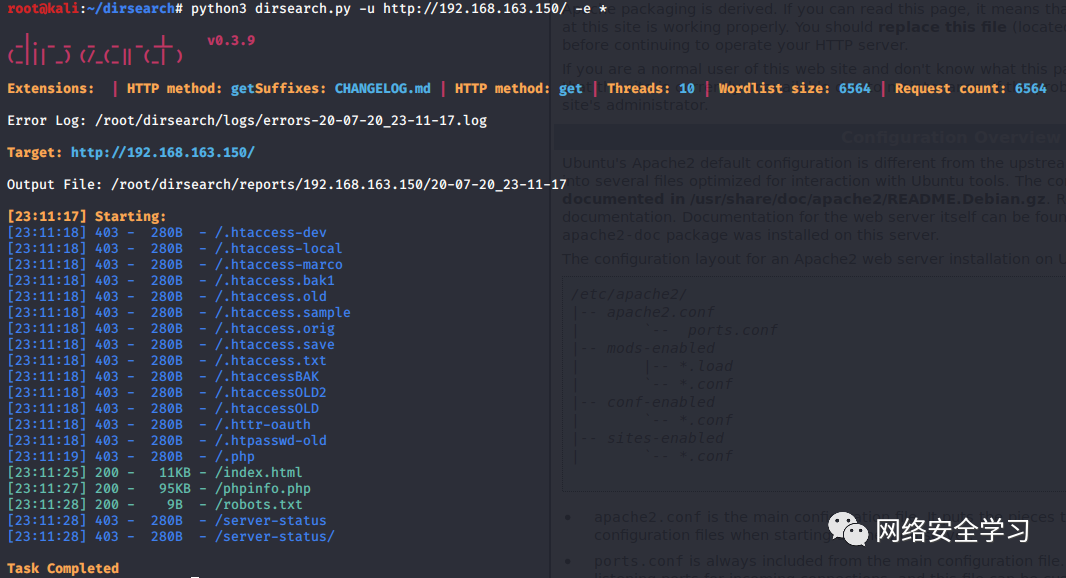 root@kali:~/dirsearch# python3 dirsearch.py -u http://192.168.163.150/ -e *
v0.3.9
Extensions:  | HTTP method: getSuffixes: CHANGELOG.md | HTTP method: get | Threads: 10 | Wordlist size: 6564 | Request count: 6564
Error Log: /root/dirsearch/logs/errors-20-07-20_23-11-17.log
Target: http://192.168.163.150/
Output File: /root/dirsearch/reports/192.168.163.150/20-07-20_23-11-17
[23:11:17] Starting:
[23:11:18] 403 -  280B  - /.htaccess-dev
[23:11:18] 403 -  280B  - /.htaccess-local
[23:11:18] 403 -  280B  - /.htaccess-marco
[23:11:18] 403 -  280B  - /.htaccess.bak1
[23:11:18] 403 -  280B  - /.htaccess.old
[23:11:18] 403 -  280B  - /.htaccess.sample
[23:11:18] 403 -  280B  - /.htaccess.orig
[23:11:18] 403 -  280B  - /.htaccess.save
[23:11:18] 403 -  280B  - /.htaccess.txt
[23:11:18] 403 -  280B  - /.htaccessBAK
[23:11:18] 403 -  280B  - /.htaccessOLD2
[23:11:18] 403 -  280B  - /.htaccessOLD
[23:11:18] 403 -  280B  - /.httr-oauth
[23:11:18] 403 -  280B  - /.htpasswd-old
[23:11:19] 403 -  280B  - /.php
[23:11:25] 200 -   11KB - /index.html
[23:11:27] 200 -   95KB - /phpinfo.php
[23:11:28] 200 -    9B  - /robots.txt
[23:11:28] 403 -  280B  - /server-status
[23:11:28] 403 -  280B  - /server-status/
Task Completed
packaging is derived. If you can read this page, it means tha
at this site is working properly. You should replace this file (locate
before continuing to operate your HTTP server.
If you are a normal user of this web site and don't know what this pa
site's administrator.
Configuration Overview
Ubuntu's Apache2 default configuration is different from the upstrea
into several files optimized for interaction with Ubuntu tools. The co
documented in /usr/share/doc/apache2/README.Debian.gz. R
documentation. Documentation for the web server itself can be foun
apache2-doc package was installed on this server.
The configuration layout for an Apache2 web server installation on U
/etc/apache2/
|-- apache2.conf
|       `--  ports.conf
|-- mods-enabled
|       |-- *.load
|       `-- *.conf
|-- conf-enabled
|       `-- *.conf
|-- sites-enabled
|       `-- *.conf
• apache2.conf is the main configuration file. It puts the pieces t
configuration files when starting
• ports.conf is always included from the main configuration file.
网络安全学习